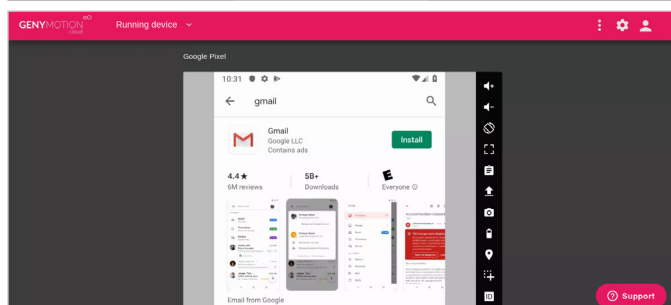 GENYMOTION
cloud
Running device
Google Pixel
10:31
gmail
Gmail
Google LLC
Contains ads
Install
4.4★
6M reviews
5B+
Downloads
E
Everyone
Email from Google
ID
Support